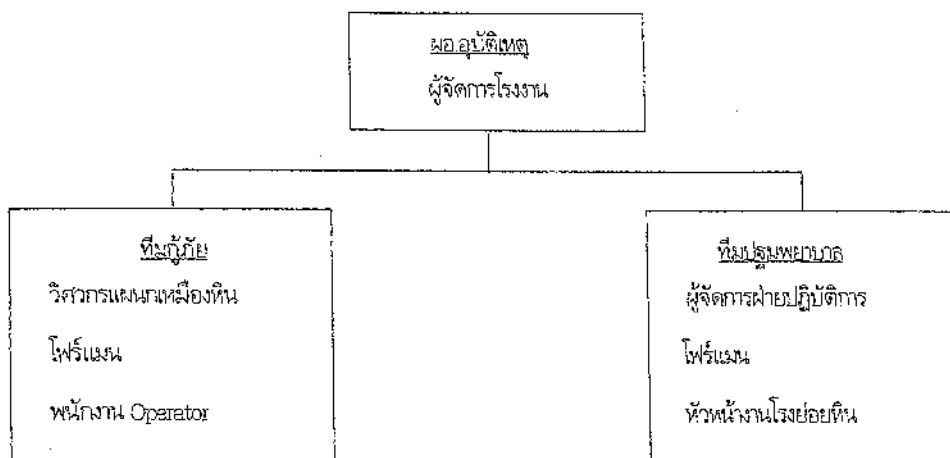 ผอ.อุบัติเหตุ
ผู้จัดการโรงงาน
ทีมกู้ภัย
วิศวกรแผนกเหมืองหิน
โฟร์แมน
พนักงาน Operator
ทีมปฐมพยาบาล
ผู้จัดการฝ่ายปฏิบัติการ
โฟร์แมน
หัวหน้างานโรงย่อยหิน